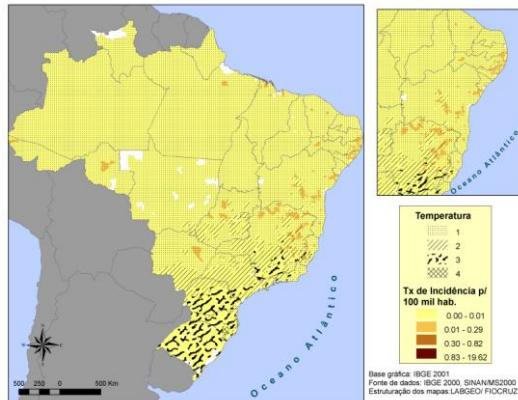 Oceano Atlântico
500
250
0
500 Km
Oceano Atlântico
Temperatura
1
2
3
4
Tx de Incidência p/
100 mil hab.
0.00 - 0.01
0.01 - 0.29
0.30 - 0.82
0.83 - 19.62
Base gráfica: IBGE 2001
Fonte de dados: IBGE 2000, SINAN/MS2000
Estruturação dos mapas:LABGEO/ FIOCRUZ